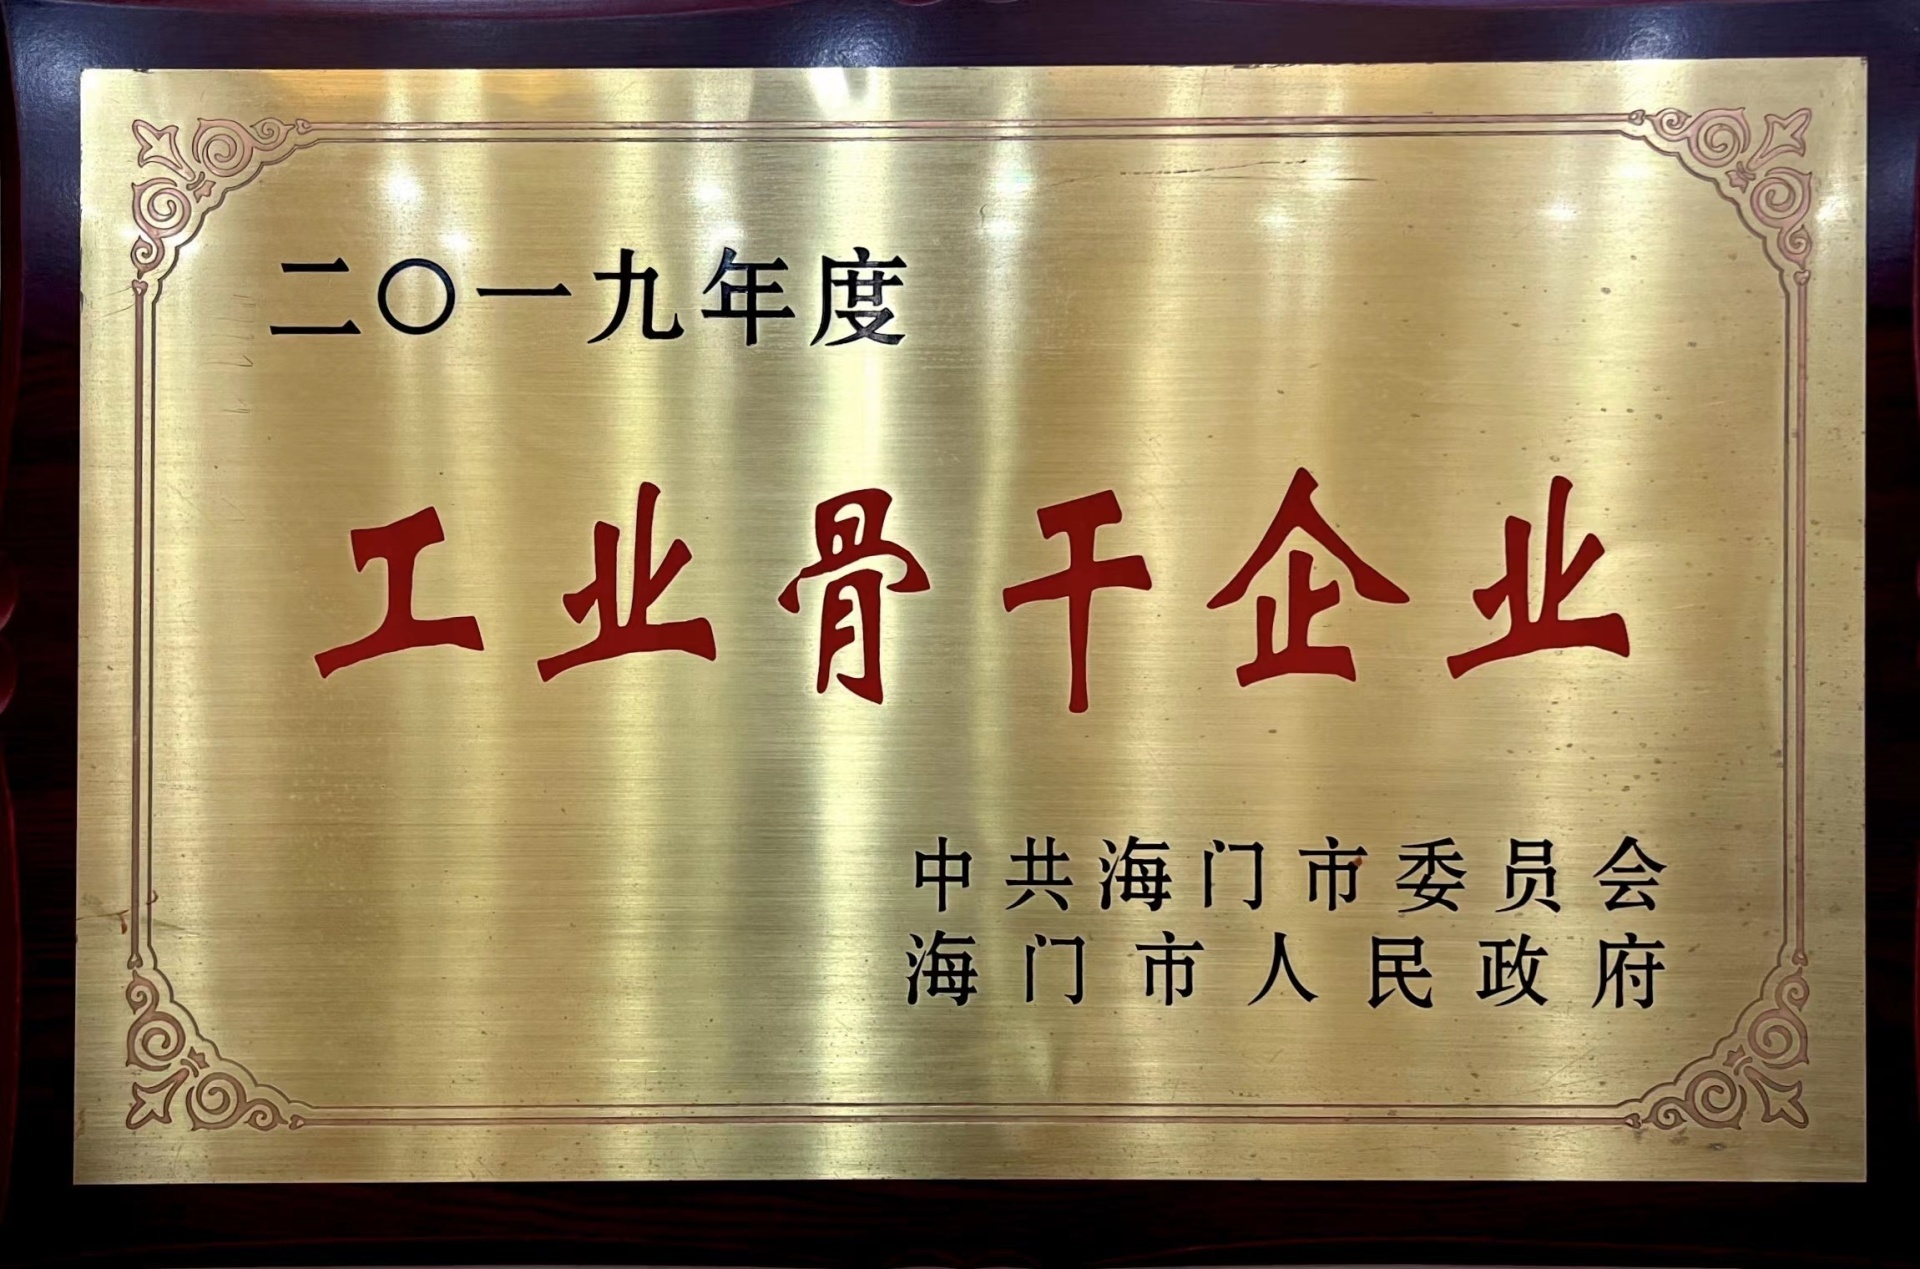 二〇一九年度
工业骨干企业
中共海门市委员会
海门市人民政府